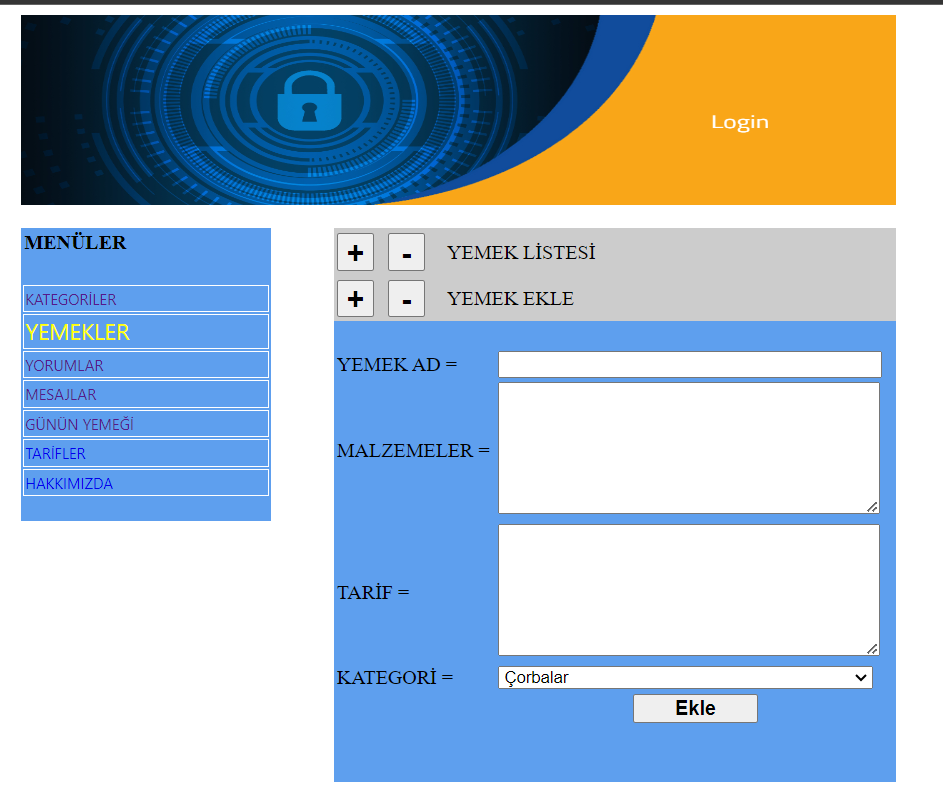 Login
MENÜLER
KATEGORİLER
YEMEKLER
YORUMLAR
MESAJLAR
GÜNÜN YEMEĞİ
TARİFLER
HAKKIMIZDA
+ - YEMEK LİSTESİ
+ - YEMEK EKLE
YEMEK AD =
MALZEMELER =
TARİF =
KATEGORİ = Çorbalar
Ekle